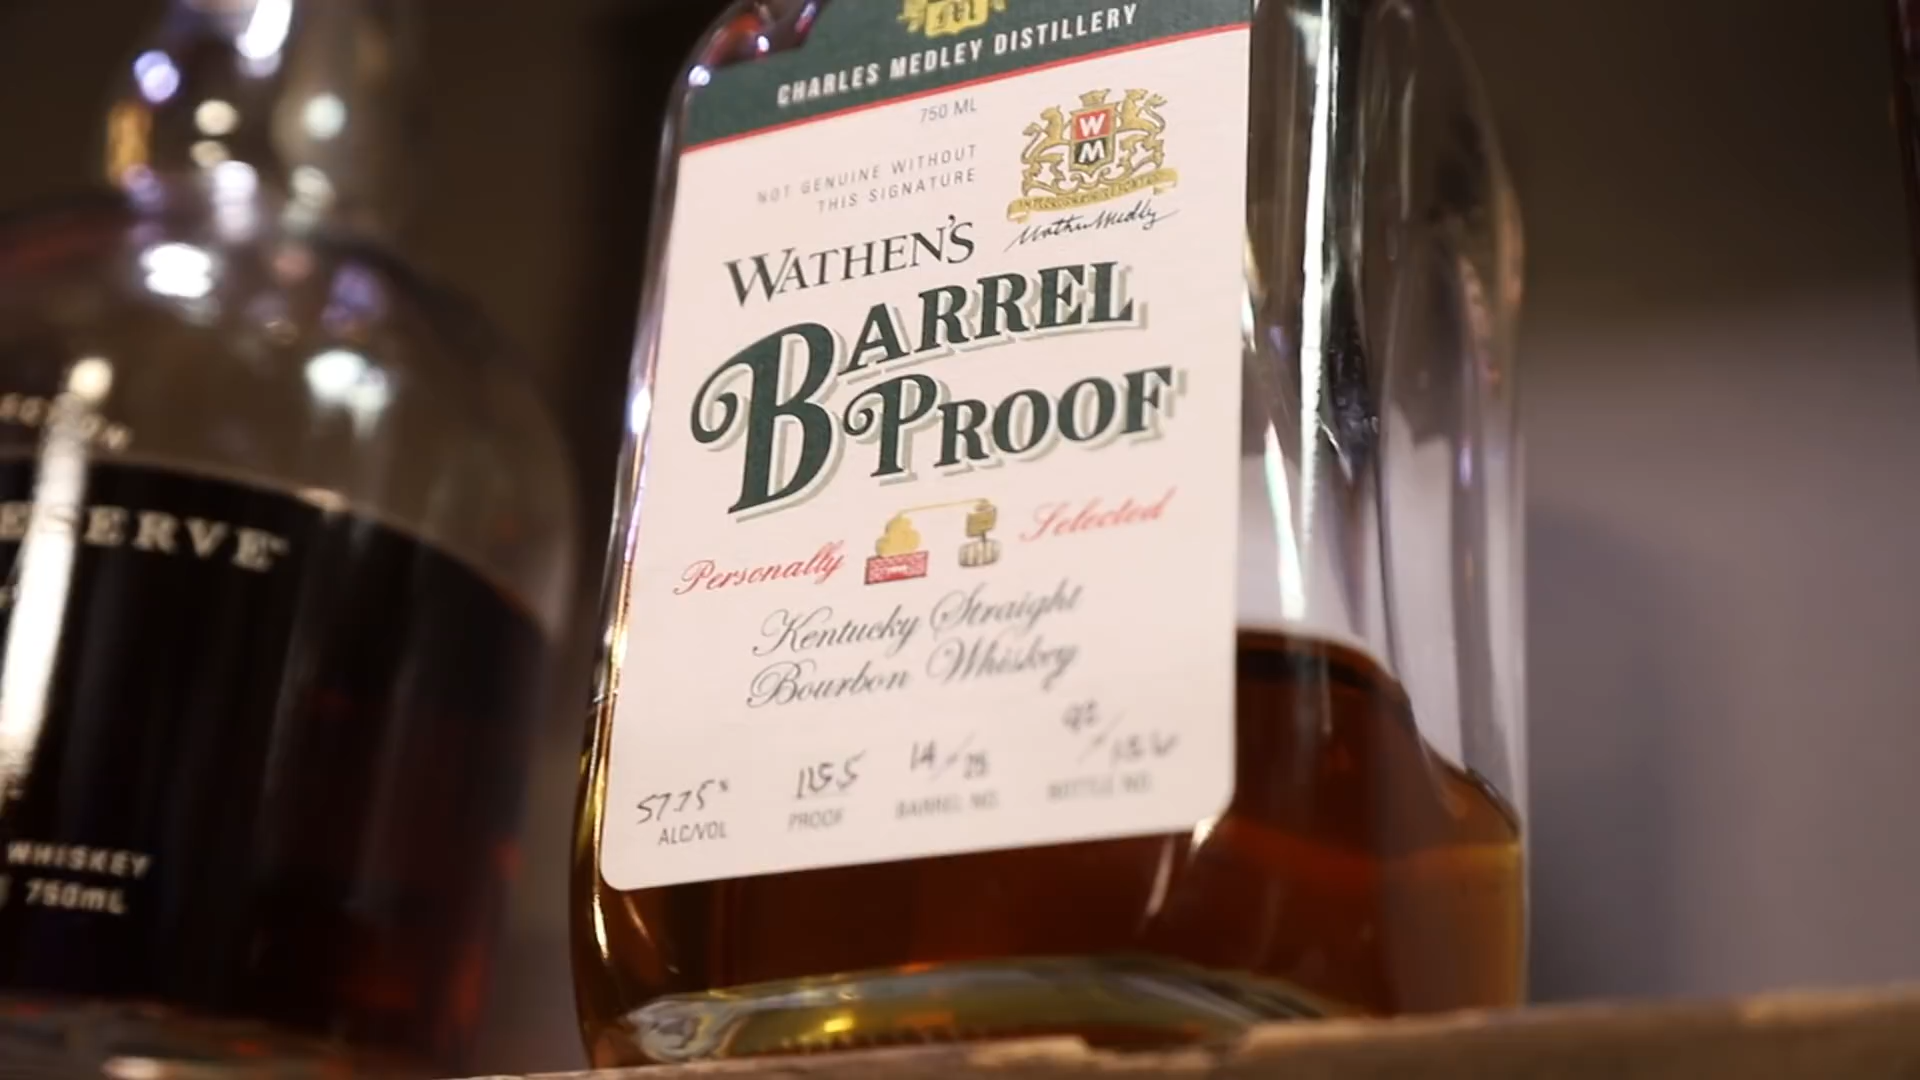 CHARLES MEDLEY DISTILLERY
750 ML
NOT GENUINE WITHOUT
THIS SIGNATURE
W
M
WATHEN'S
BARREL
PROOF
Personally Selected
Kentucky Straight
Bourbon Whiskey
57.75%
ALC/VOL
115.5
PROOF
14/25
BARREL NO.
BOTTLE NO.
ESERVE
WHISKEY
750mL